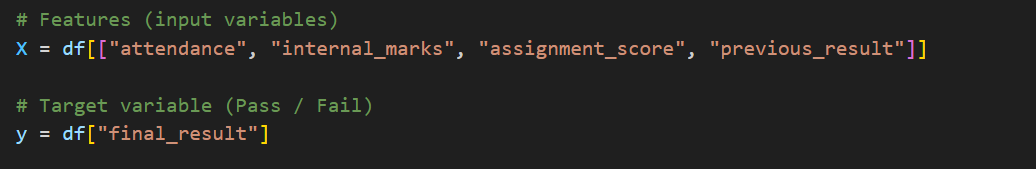 # Features (input variables)
X = df[["attendance", "internal_marks", "assignment_score", "previous_result"]]
# Target variable (Pass / Fail)
y = df["final_result"]